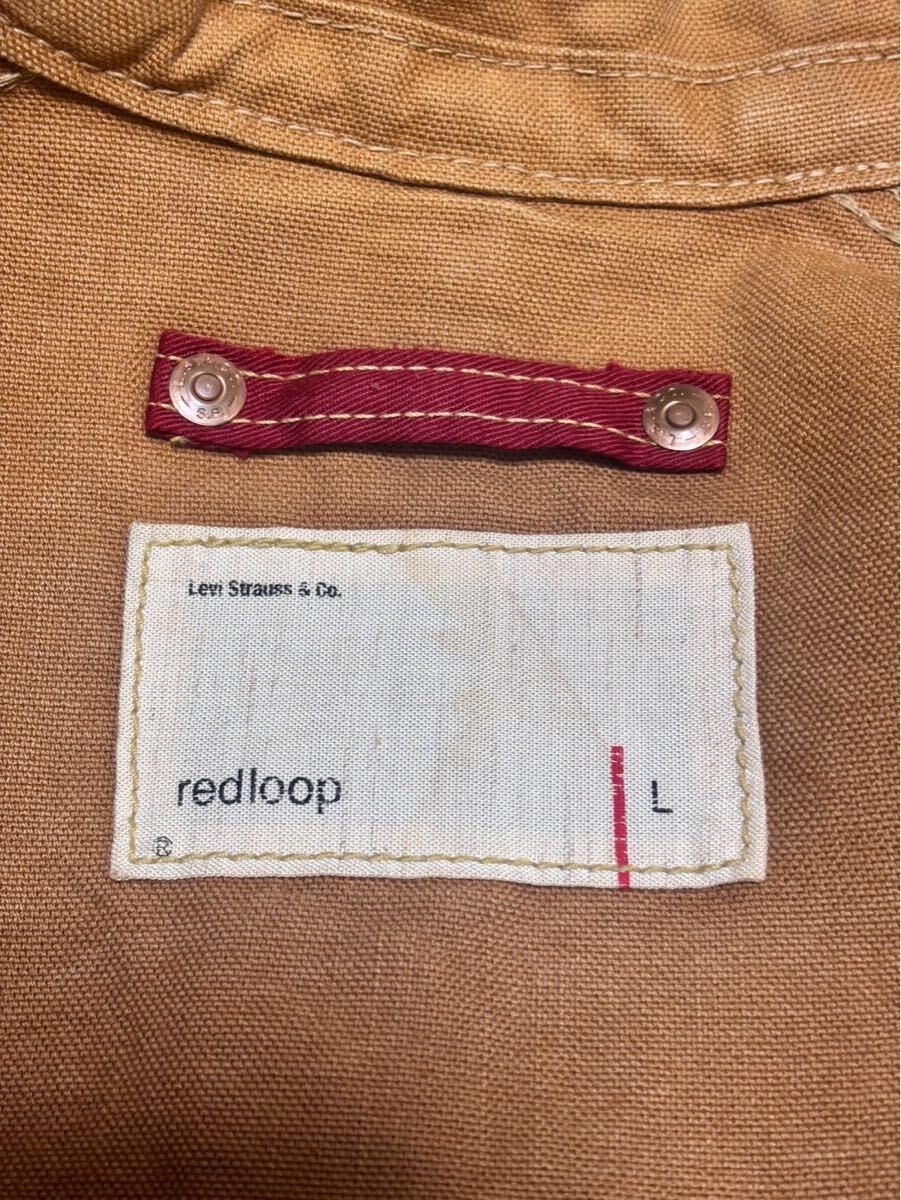 Levi Strauss & Co.
redloop
L
®